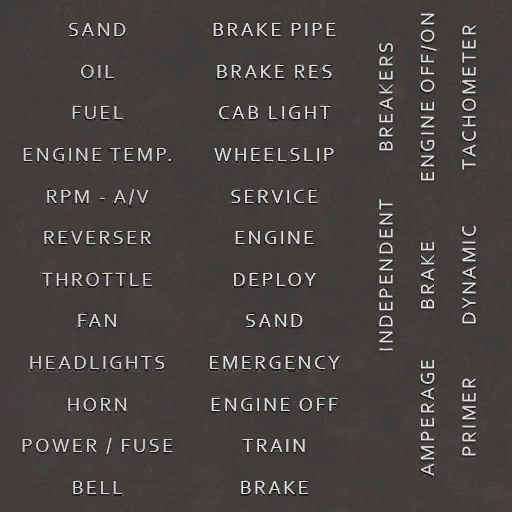 SAND
OIL
FUEL
ENGINE TEMP.
RPM - A/V
REVERSER
THROTTLE
FAN
HEADLIGHTS
HORN
POWER / FUSE
BELL
BRAKE PIPE
BRAKE RES
CAB LIGHT
WHEELSLIP
SERVICE
ENGINE
DEPLOY
SAND
EMERGENCY
ENGINE OFF
TRAIN
BRAKE
BREAKERS
INDEPENDENT
ENGINE OFF/ON
BRAKE
AMPERAGE
TACHOMETER
DYNAMIC
PRIMER